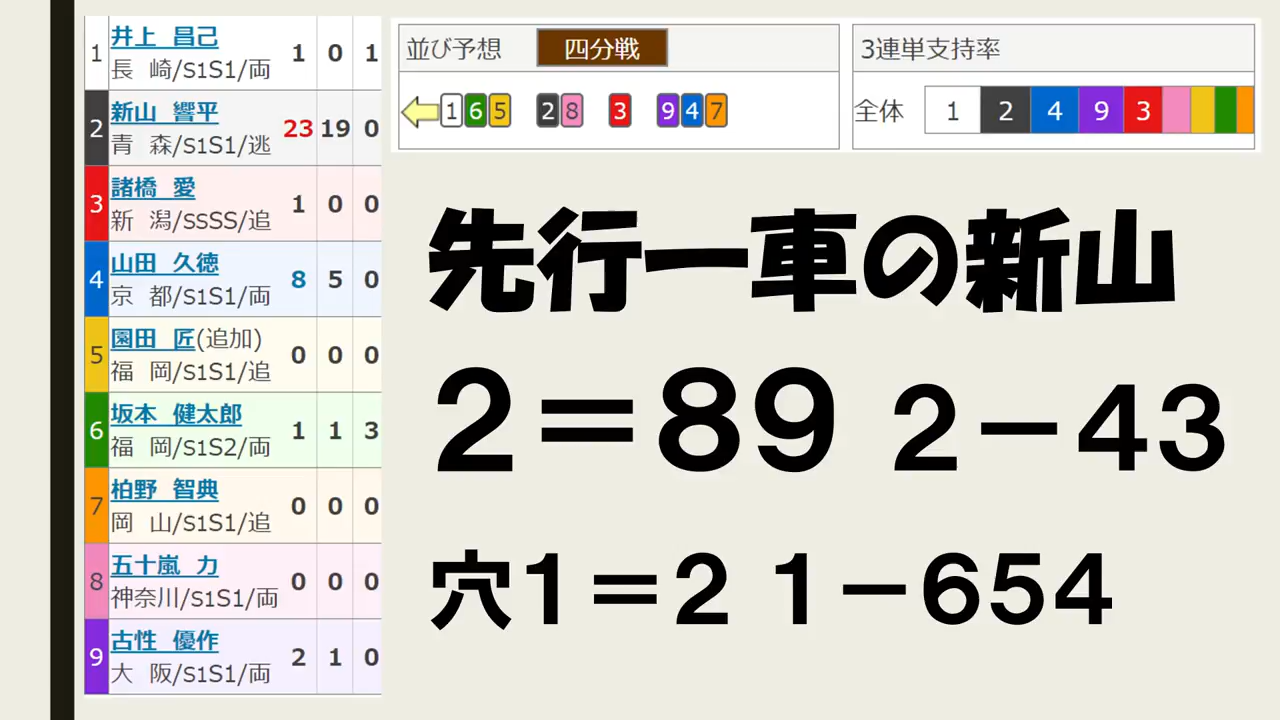 1 井上 昌己 1 0 1
長 崎/S1S1/両
2 新山 響平 23 19 0
青 森/S1S1/逃
3 諸橋 愛 1 0 0
新 潟/SSSS/追
4 山田 久徳 8 5 0
京 都/S1S1/両
5 園田 匠(追加) 0 0 0
福 岡/S1S1/追
6 坂本 健太郎 1 1 3
福 岡/S1S2/両
7 柏野 智典 0 0 0
岡 山/S1S1/追
8 五十嵐 力 0 0 0
神奈川/S1S1/両
9 古性 優作 2 1 0
大 阪/S1S1/両
並び予想 四分戦
1 6 5 2 8 3 9 4 7
3連単支持率
全体 1 2 4 9 3
先行一車の新山
2=89 2-43
穴1=2 1-654